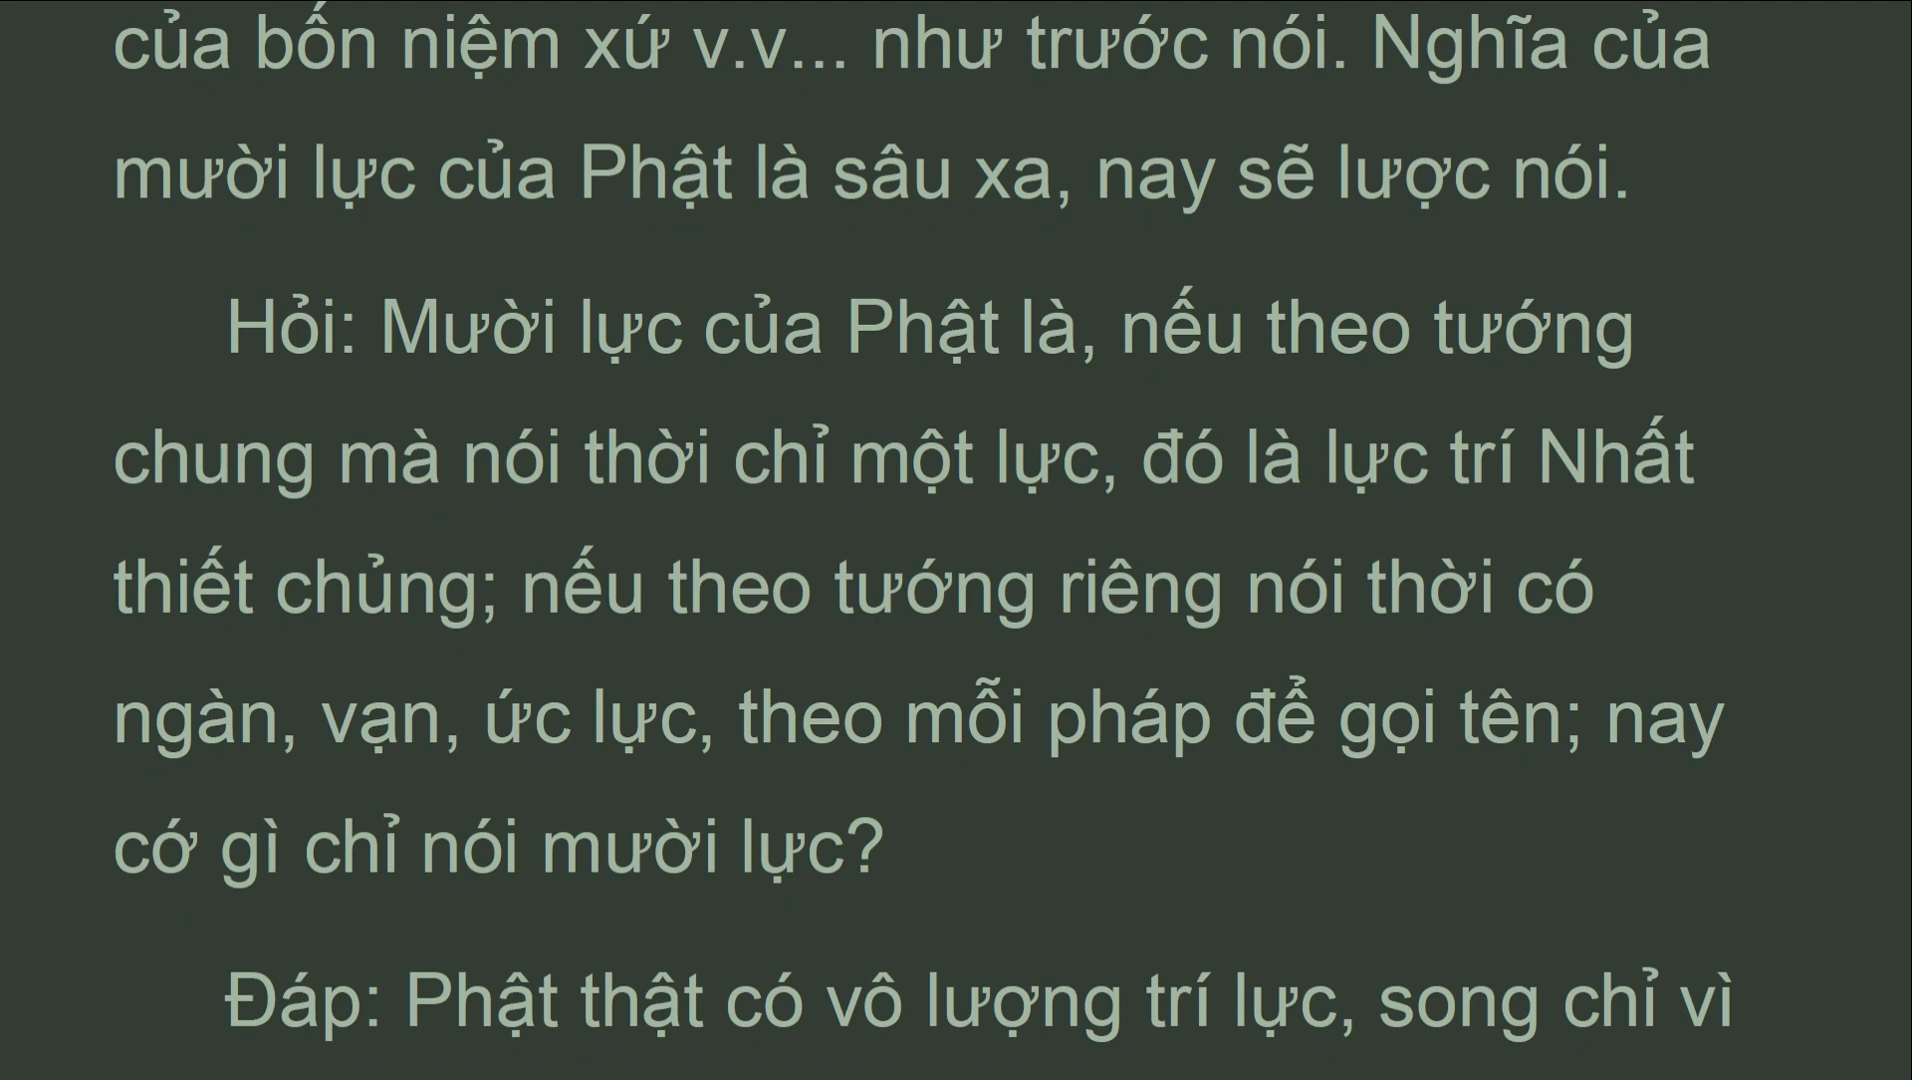 của bốn niệm xứ v.v... như trước nói. Nghĩa của
mười lực của Phật là sâu xa, nay sẽ lược nói.
Hỏi: Mười lực của Phật là, nếu theo tướng
chung mà nói thời chỉ một lực, đó là lực trí Nhất
thiết chủng; nếu theo tướng riêng nói thời có
ngàn, vạn, ức lực, theo mỗi pháp để gọi tên; nay
cớ gì chỉ nói mười lực?
Đáp: Phật thật có vô lượng trí lực, song chỉ vì